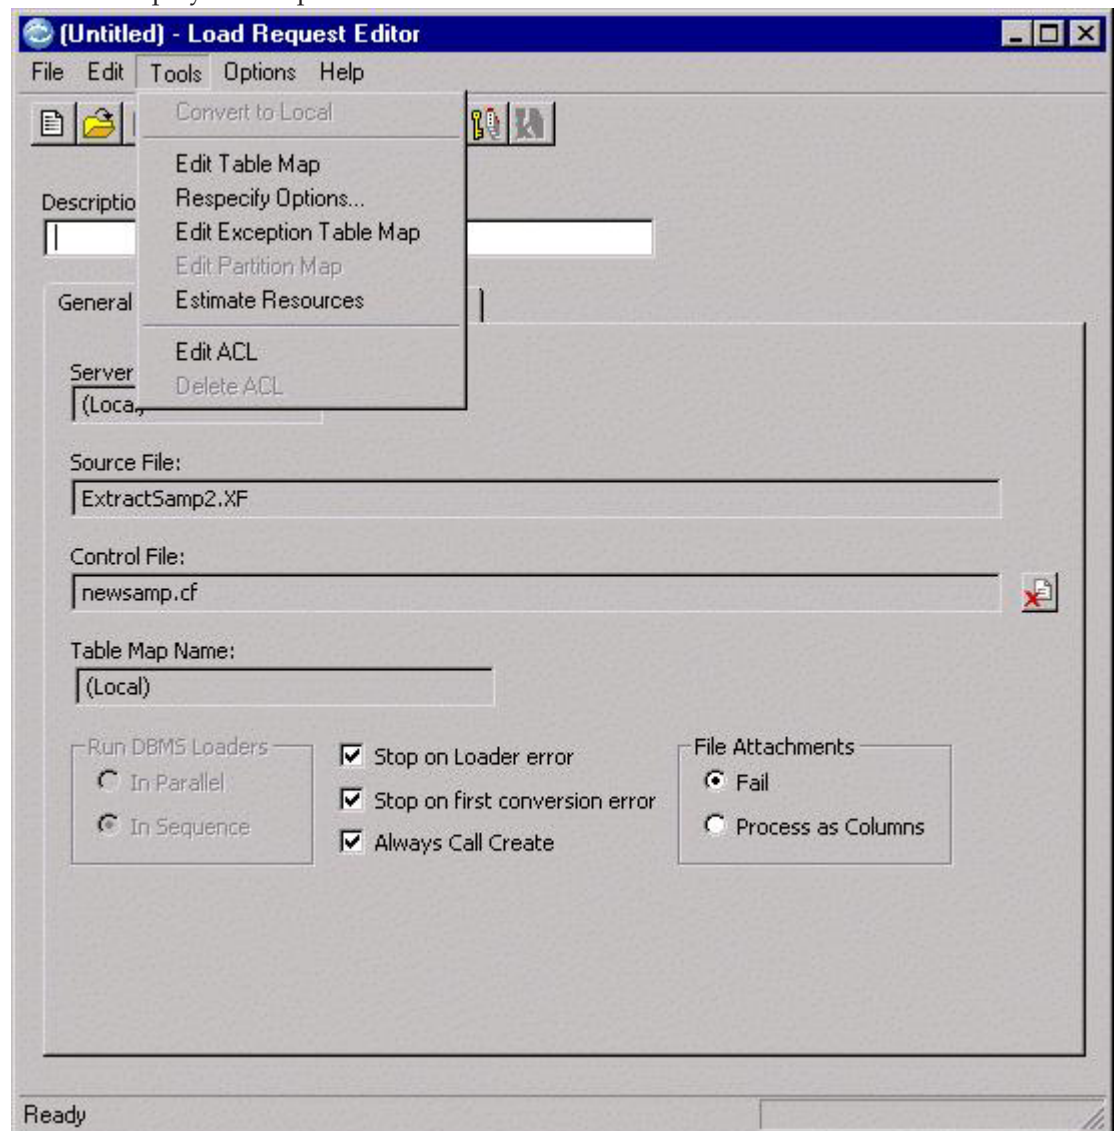 (Untitled) - Load Request Editor
File Edit Tools Options Help
Convert to Local
Edit Table Map
Descriptio
Respecify Options...
Edit Exception Table Map
Edit Partition Map
General
Estimate Resources
Edit ACL
Server
Delete ACL
(Local)
Source File:
ExtractSamp2.XF
Control File:
newsamp.cf
Table Map Name:
(Local)
Run DBMS Loaders
In Parallel
In Sequence
Stop on Loader error
Stop on first conversion error
Always Call Create
File Attachments
Fail
Process as Columns
Ready